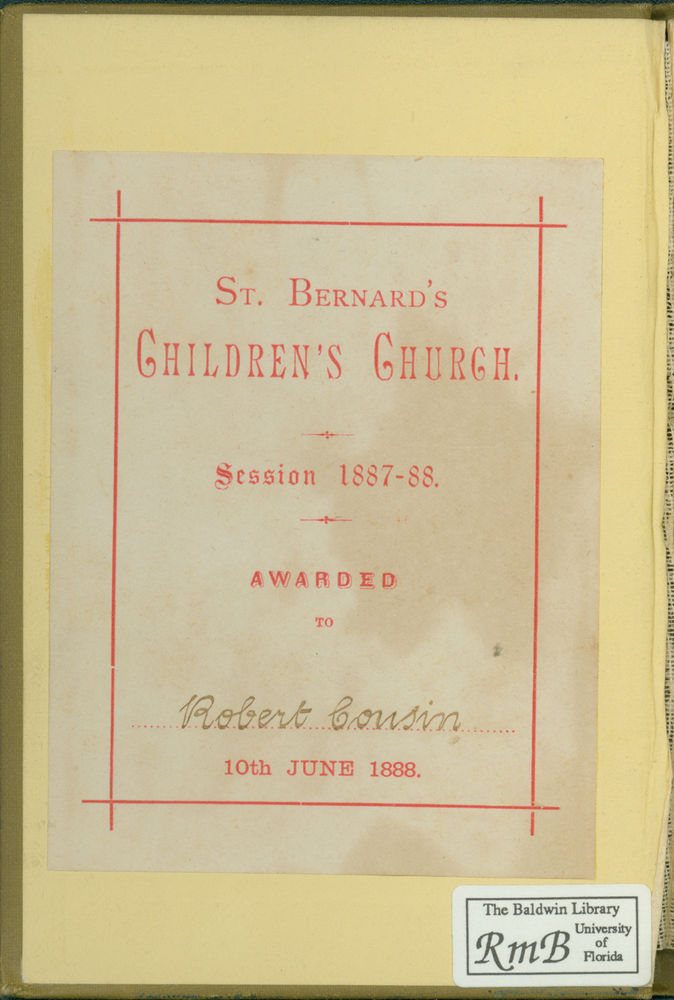 St. Bernard's
Children's Church.
Session 1887-88.
AWARDED
TO
Robert Cousin
10th JUNE 1888.
The Baldwin Library
RmB University of Florida